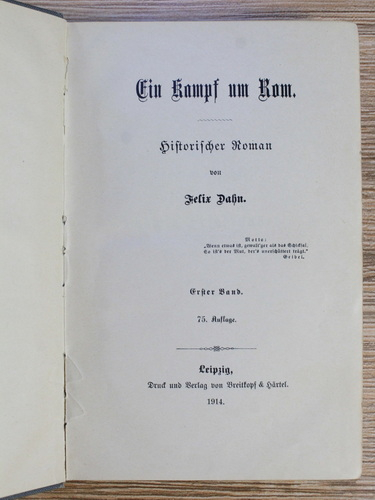 Ein Kampf um Rom.
Historischer Roman
von
Felix Dahn.
Motto:
„Wenn etwas ist, gewalt'ger als das Schicksal,
So ist's der Mut, der's unerschüttert trägt.“
Geibel.
Erster Band.
75. Auflage.
Leipzig,
Druck und Verlag von Breitkopf & Härtel.
1914.